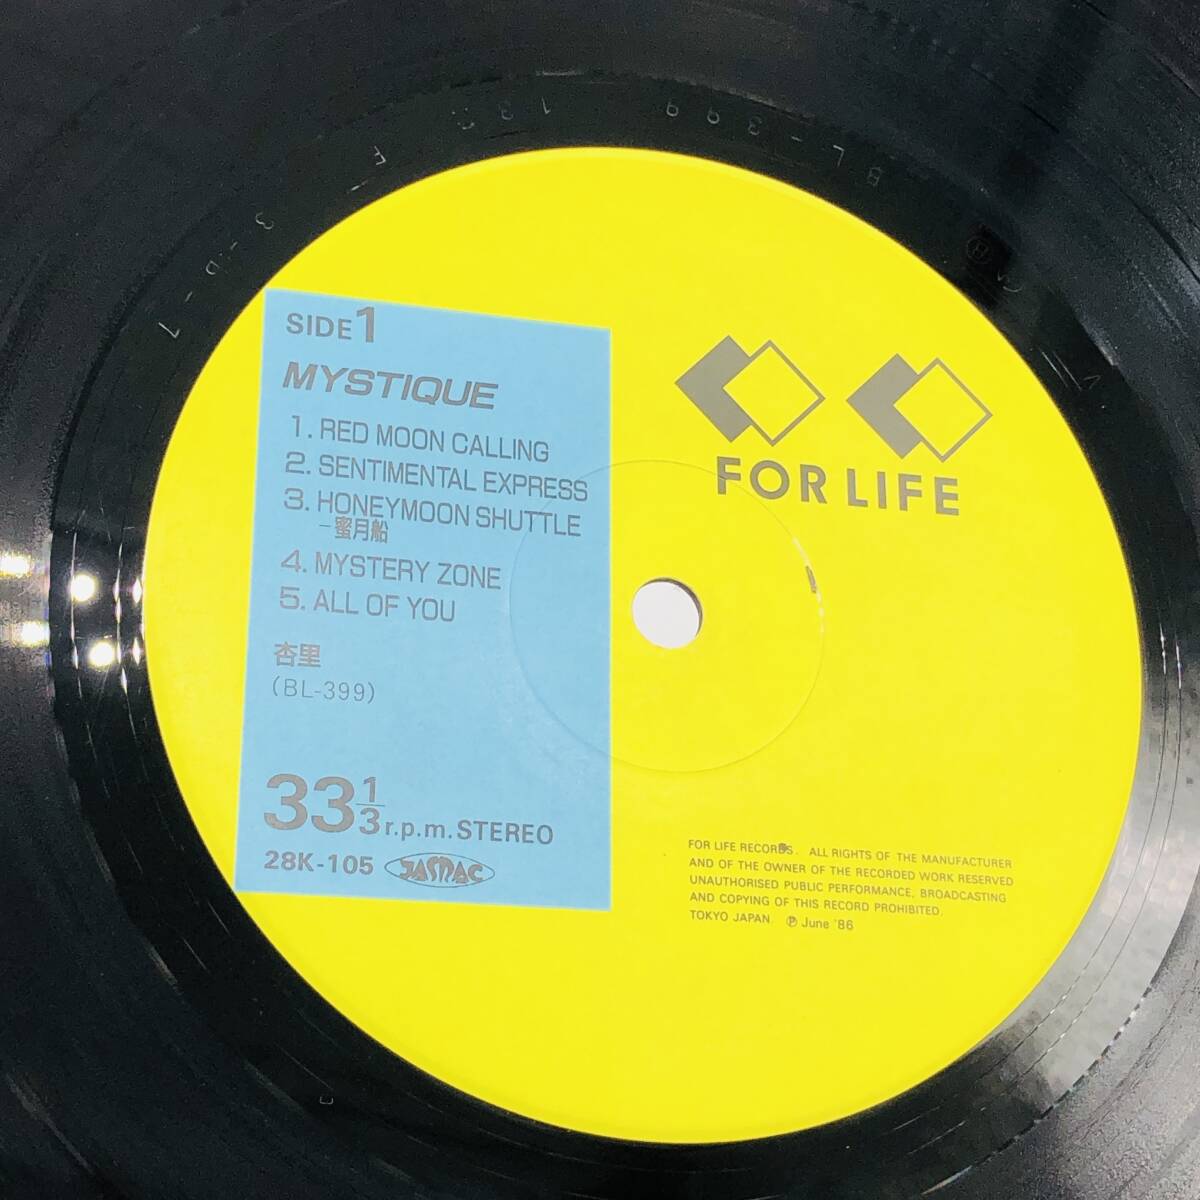 SIDE 1
MYSTIQUE
1. RED MOON CALLING
2. SENTIMENTAL EXPRESS
3. HONEYMOON SHUTTLE
–蜜月船
4. MYSTERY ZONE
5. ALL OF YOU
杏里
(BL-399)
33 1/3 r.p.m. STEREO
28K-105 JASRAC
FOR LIFE
FOR LIFE RECORDS. ALL RIGHTS OF THE MANUFACTURER
AND OF THE OWNER OF THE RECORDED WORK RESERVED
UNAUTHORISED PUBLIC PERFORMANCE, BROADCASTING
AND COPYING OF THIS RECORD PROHIBITED.
TOKYO JAPAN ℗ June '86
BL-399